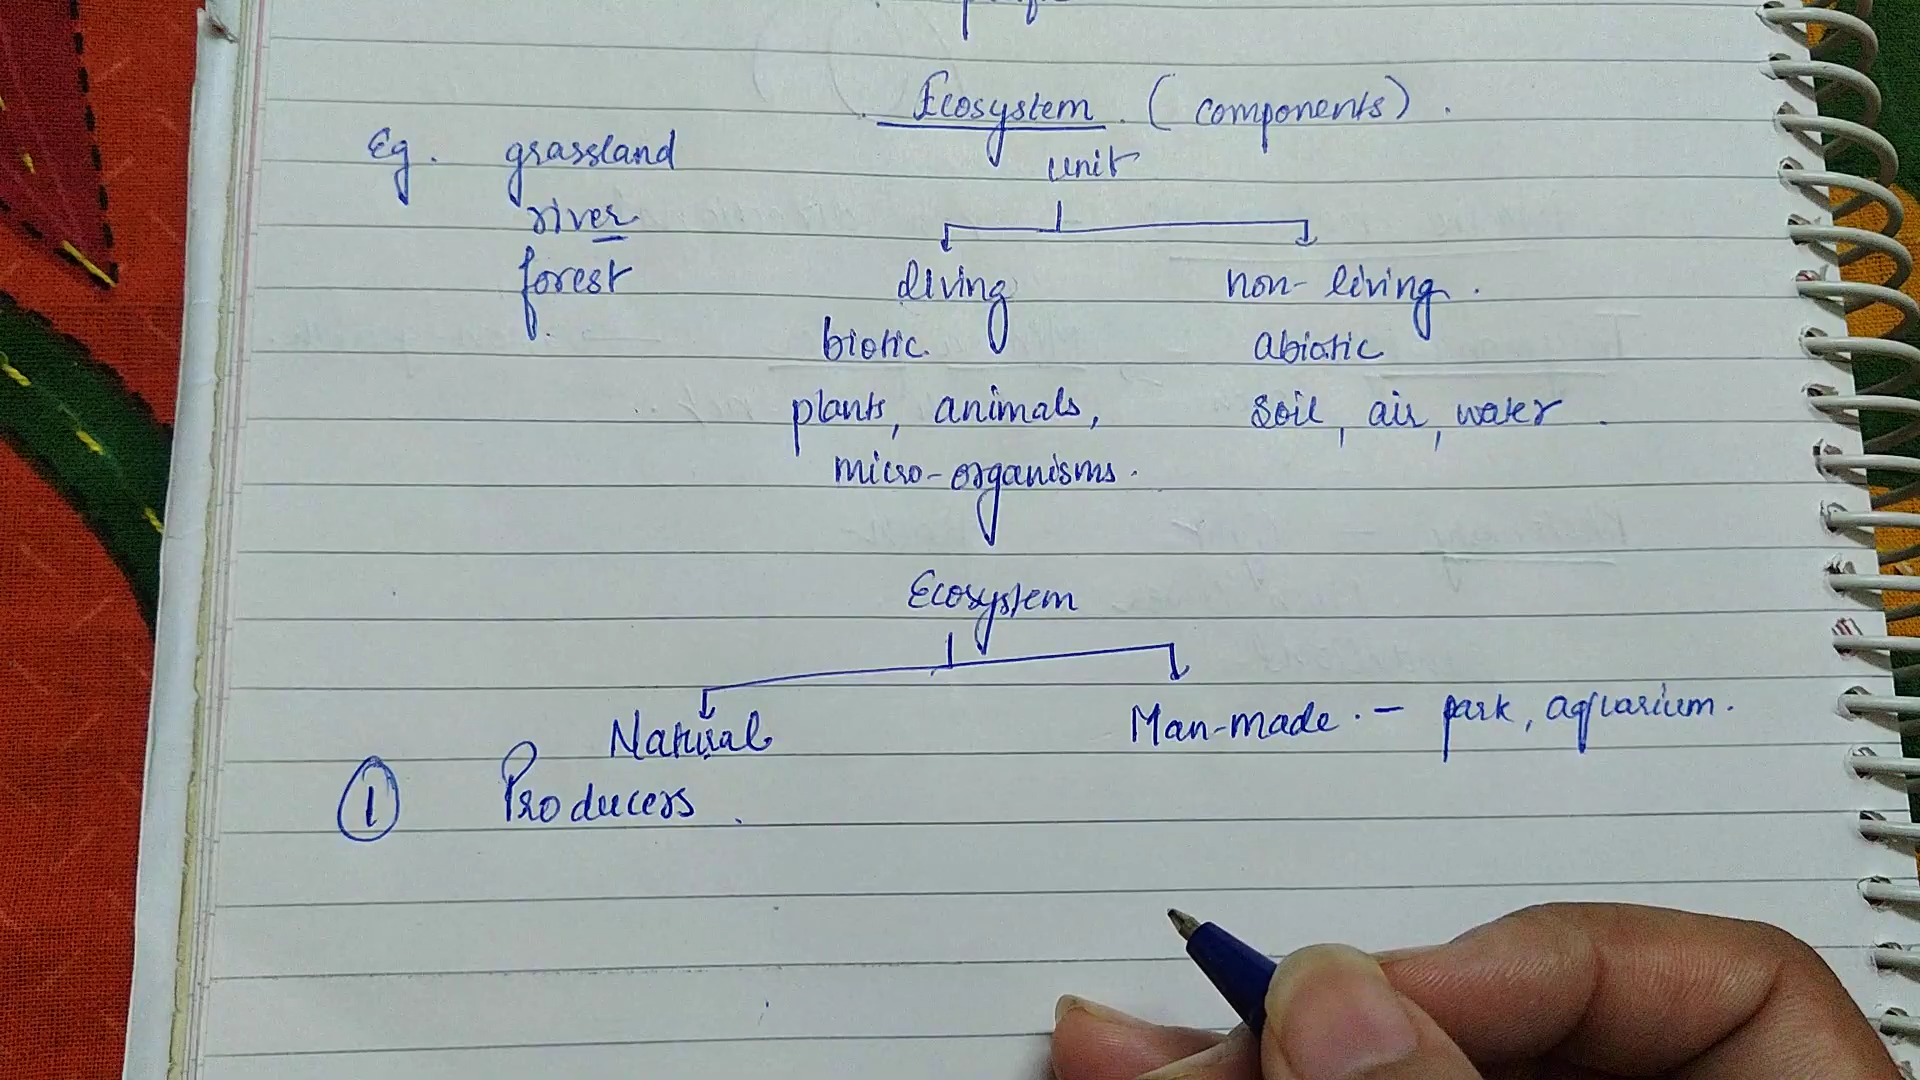 Ecosystem (components).
Eg. grassland
unit
river
forest
living
non-living.
biotic
abiotic
plants, animals,
soil, air, water.
micro-organisms.
Ecosystem
Natural
Man-made. - park, aquarium.
1 Producers.